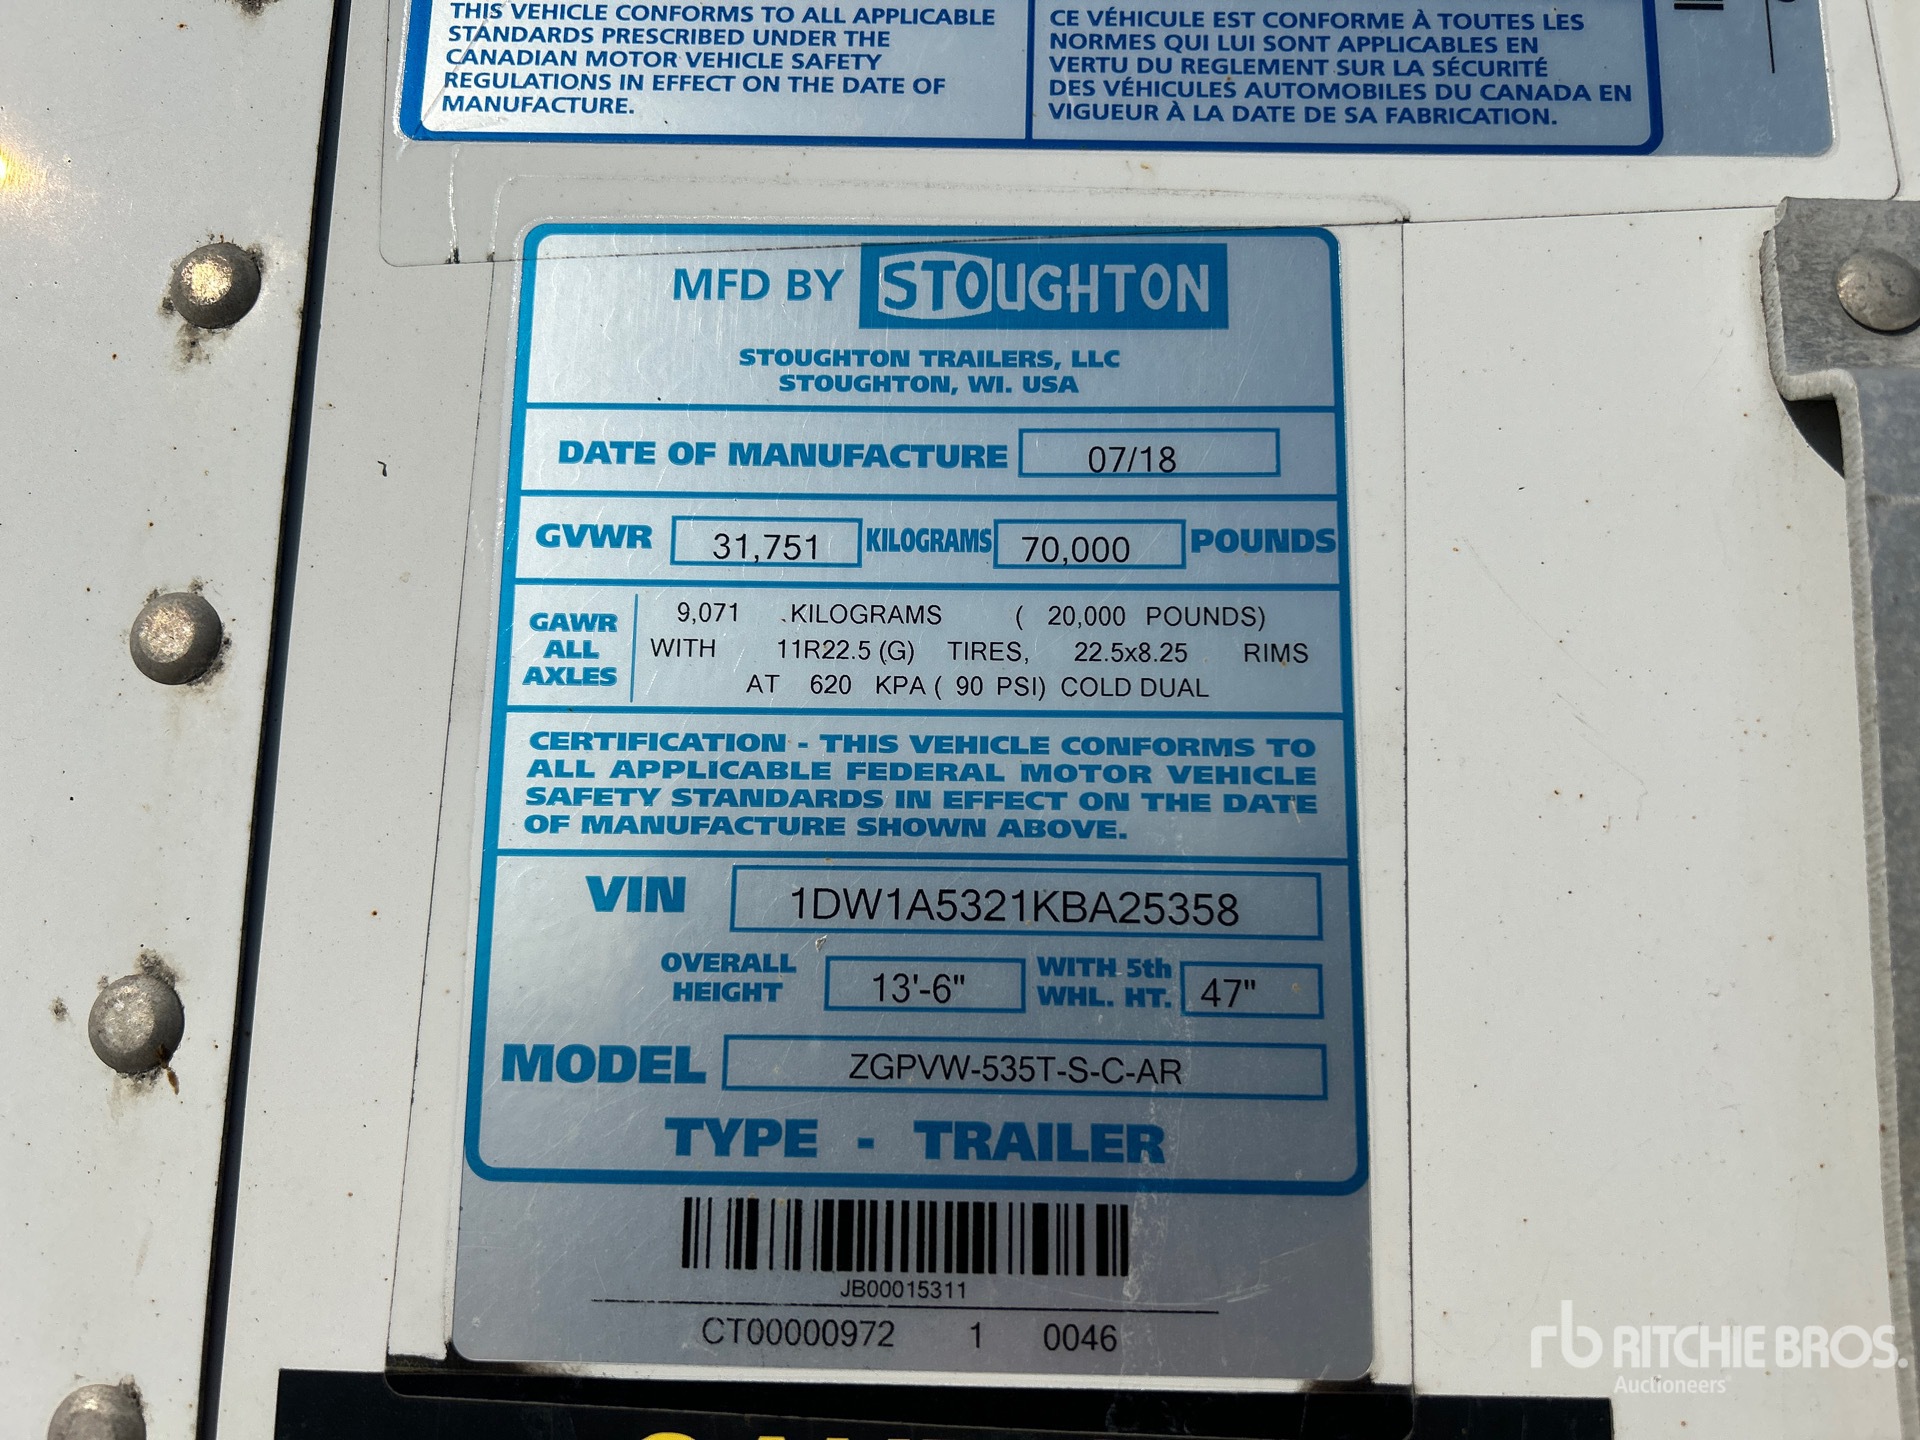 THIS VEHICLE CONFORMS TO ALL APPLICABLE
STANDARDS PRESCRIBED UNDER THE
CANADIAN MOTOR VEHICLE SAFETY
REGULATIONS IN EFFECT ON THE DATE OF
MANUFACTURE.
CE VÉHICULE EST CONFORME À TOUTES LES
NORMES QUI LUI SONT APPLICABLES EN
VERTU DU REGLEMENT SUR LA SÉCURITÉ
DES VÉHICULES AUTOMOBILES DU CANADA EN
VIGUEUR À LA DATE DE SA FABRICATION.
MFD BY STOUGHTON
STOUGHTON TRAILERS, LLC
STOUGHTON, WI. USA
DATE OF MANUFACTURE 07/18
GVWR 31,751 KILOGRAMS 70,000 POUNDS
GAWR ALL AXLES
9,071 KILOGRAMS ( 20,000 POUNDS)
WITH 11R22.5 (G) TIRES, 22.5x8.25 RIMS
AT 620 KPA ( 90 PSI) COLD DUAL
CERTIFICATION - THIS VEHICLE CONFORMS TO
ALL APPLICABLE FEDERAL MOTOR VEHICLE
SAFETY STANDARDS IN EFFECT ON THE DATE
OF MANUFACTURE SHOWN ABOVE.
VIN 1DW1A5321KBA25358
OVERALL HEIGHT 13'-6" WITH 5th WHL. HT. 47"
MODEL ZGPVW-535T-S-C-AR
TYPE - TRAILER
JB00015311
CT00000972 1 0046
rb RITCHIE BROS.
Auctioneers